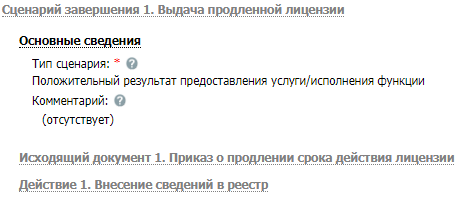 Сценарий завершения 1. Выдача продленной лицензии
Основные сведения
Тип сценария: * ?
Положительный результат предоставления услуги/исполнения функции
Комментарий: ?
(отсутствует)
Исходящий документ 1. Приказ о продлении срока действия лицензии
Действие 1. Внесение сведений в реестр